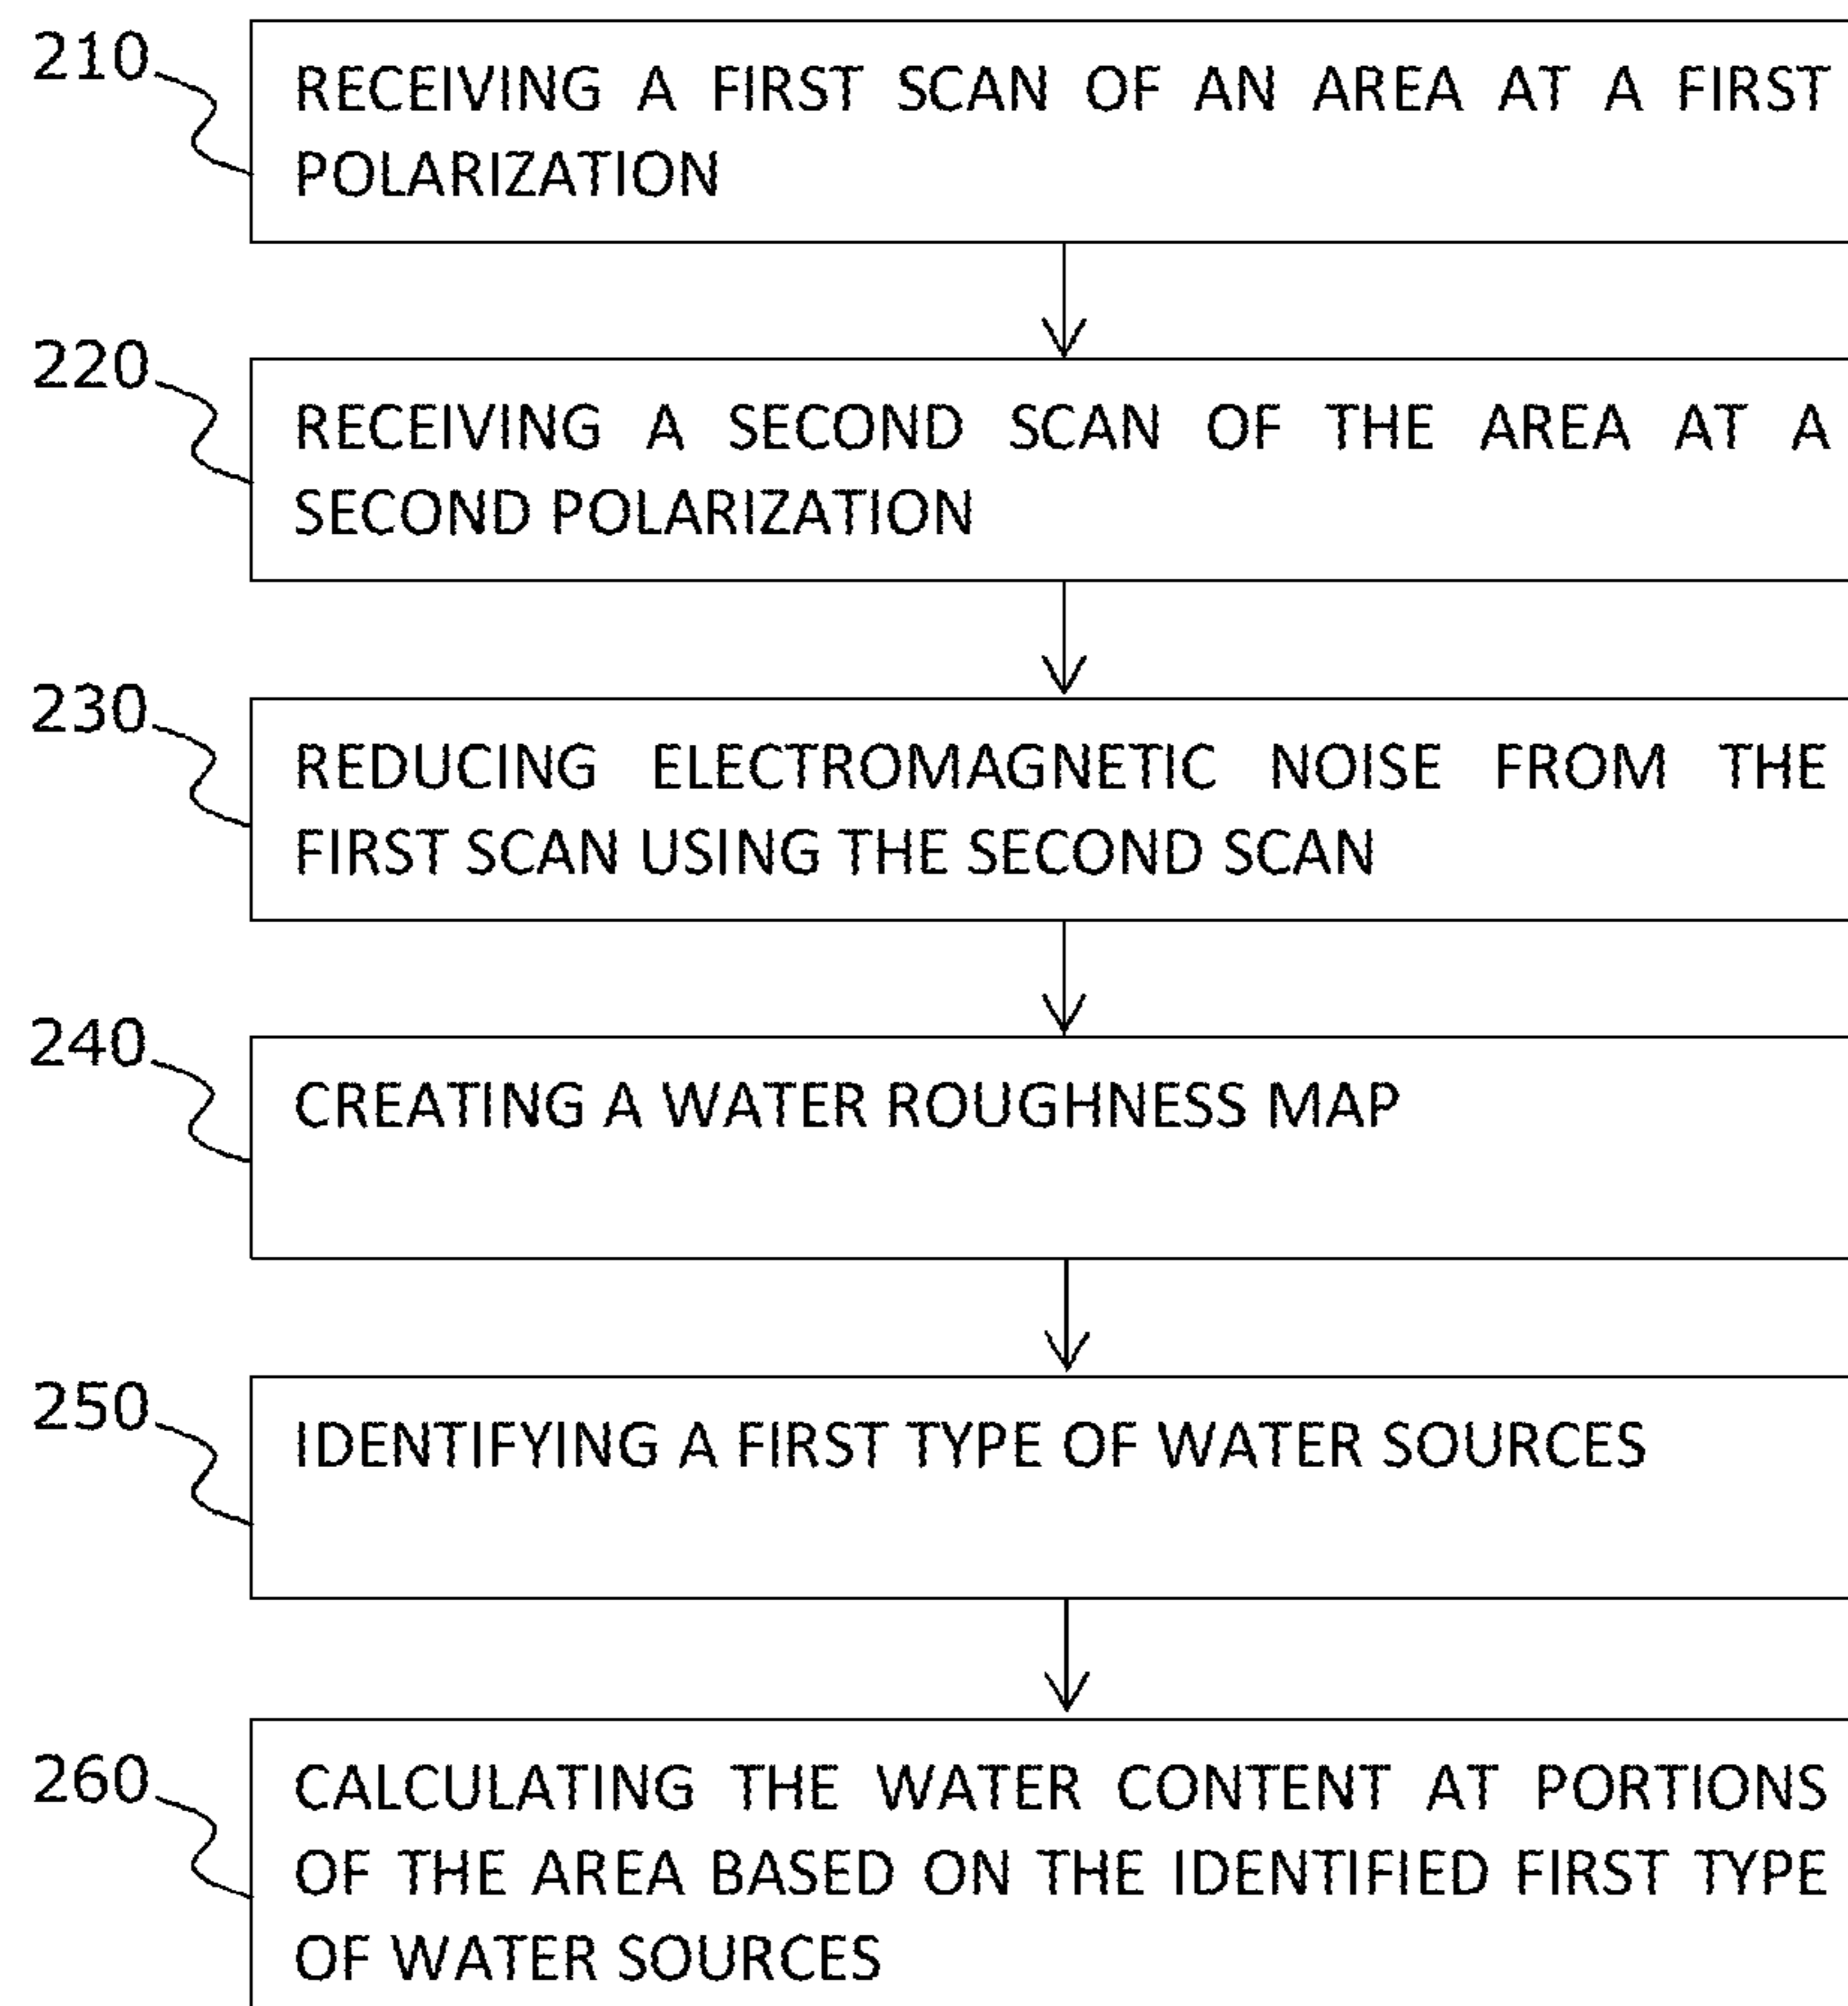 210
RECEIVING A FIRST SCAN OF AN AREA AT A FIRST
POLARIZATION
220
RECEIVING A SECOND SCAN OF THE AREA AT A
SECOND POLARIZATION
230
REDUCING ELECTROMAGNETIC NOISE FROM THE
FIRST SCAN USING THE SECOND SCAN
240
CREATING A WATER ROUGHNESS MAP
250
IDENTIFYING A FIRST TYPE OF WATER SOURCES
260
CALCULATING THE WATER CONTENT AT PORTIONS
OF THE AREA BASED ON THE IDENTIFIED FIRST TYPE
OF WATER SOURCES